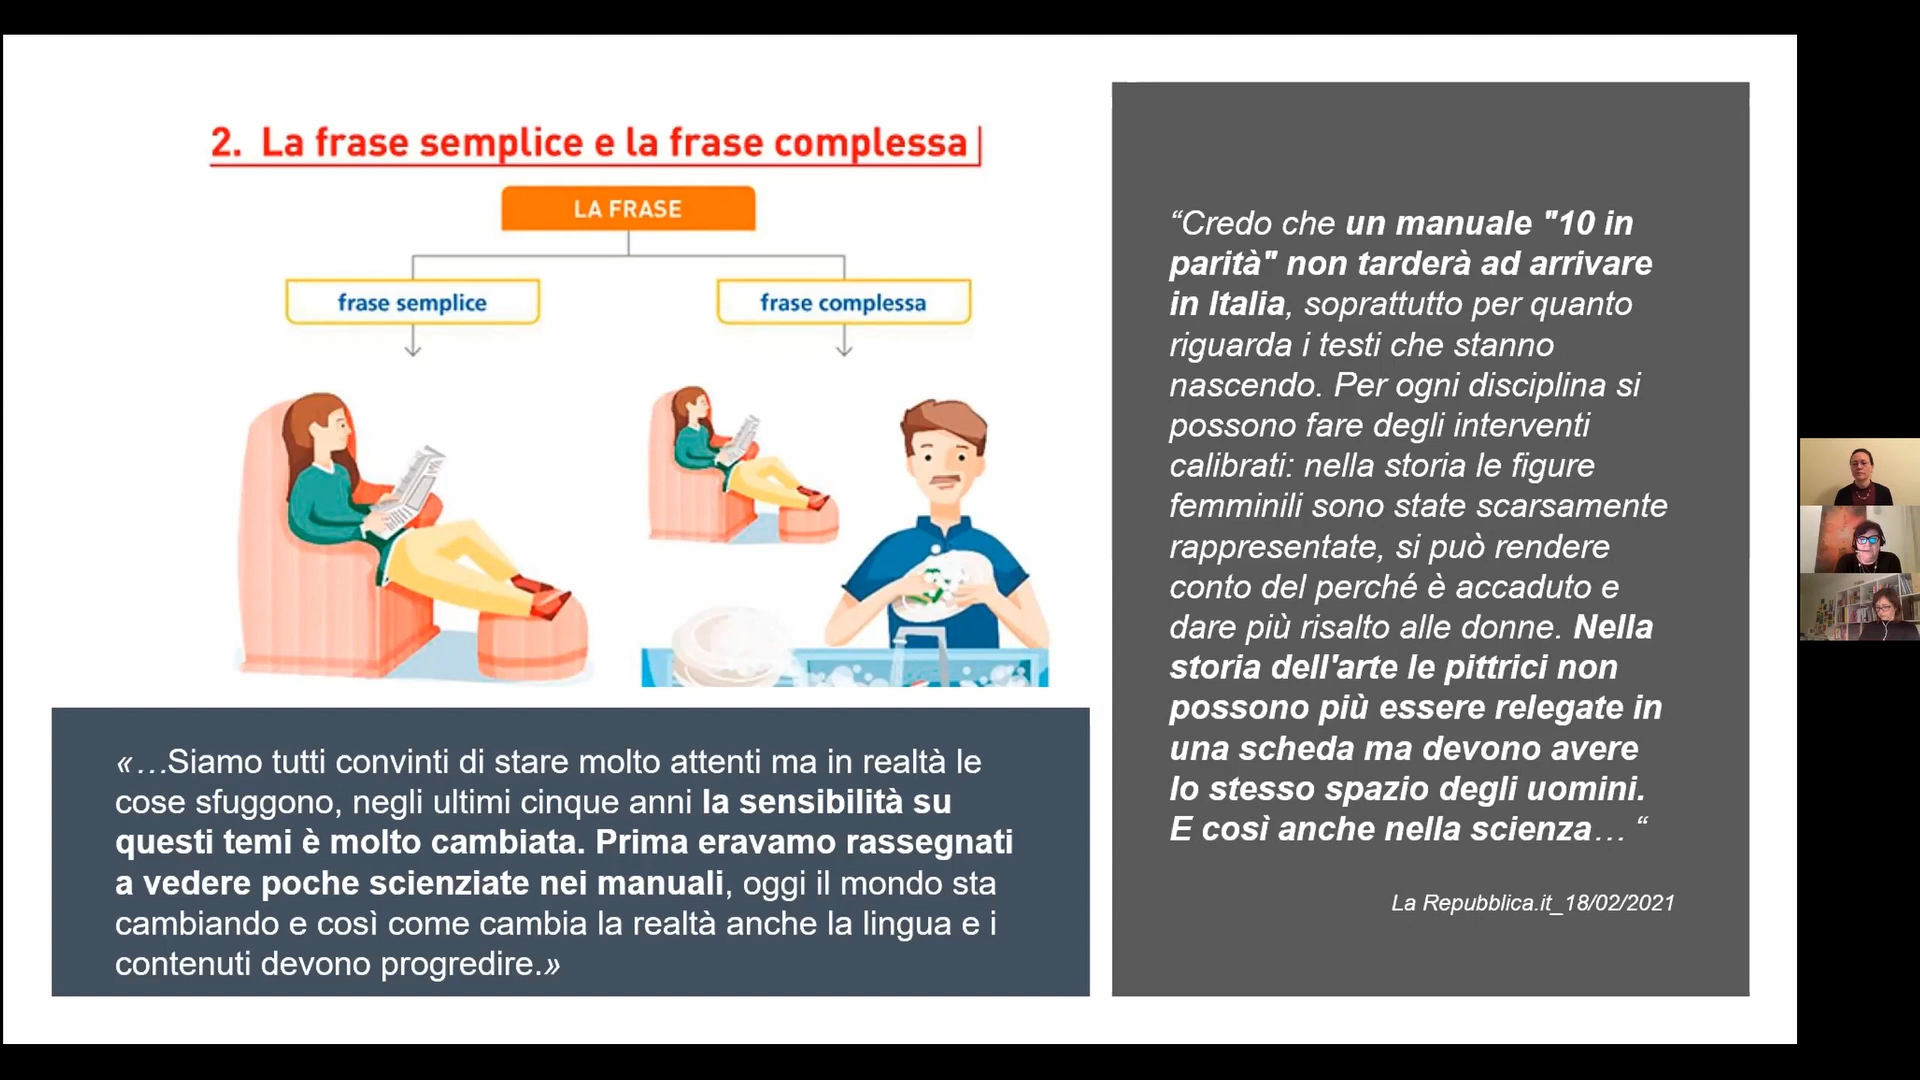 2. La frase semplice e la frase complessa
LA FRASE
frase semplice
frase complessa
«…Siamo tutti convinti di stare molto attenti ma in realtà le
cose sfuggono, negli ultimi cinque anni la sensibilità su
questi temi è molto cambiata. Prima eravamo rassegnati
a vedere poche scienziate nei manuali, oggi il mondo sta
cambiando e così come cambia la realtà anche la lingua e i
contenuti devono progredire.»
“Credo che un manuale "10 in
parità" non tarderà ad arrivare
in Italia, soprattutto per quanto
riguarda i testi che stanno
nascendo. Per ogni disciplina si
possono fare degli interventi
calibrati: nella storia le figure
femminili sono state scarsamente
rappresentate, si può rendere
conto del perché è accaduto e
dare più risalto alle donne. Nella
storia dell'arte le pittrici non
possono più essere relegate in
una scheda ma devono avere
lo stesso spazio degli uomini.
E così anche nella scienza… “
La Repubblica.it_18/02/2021